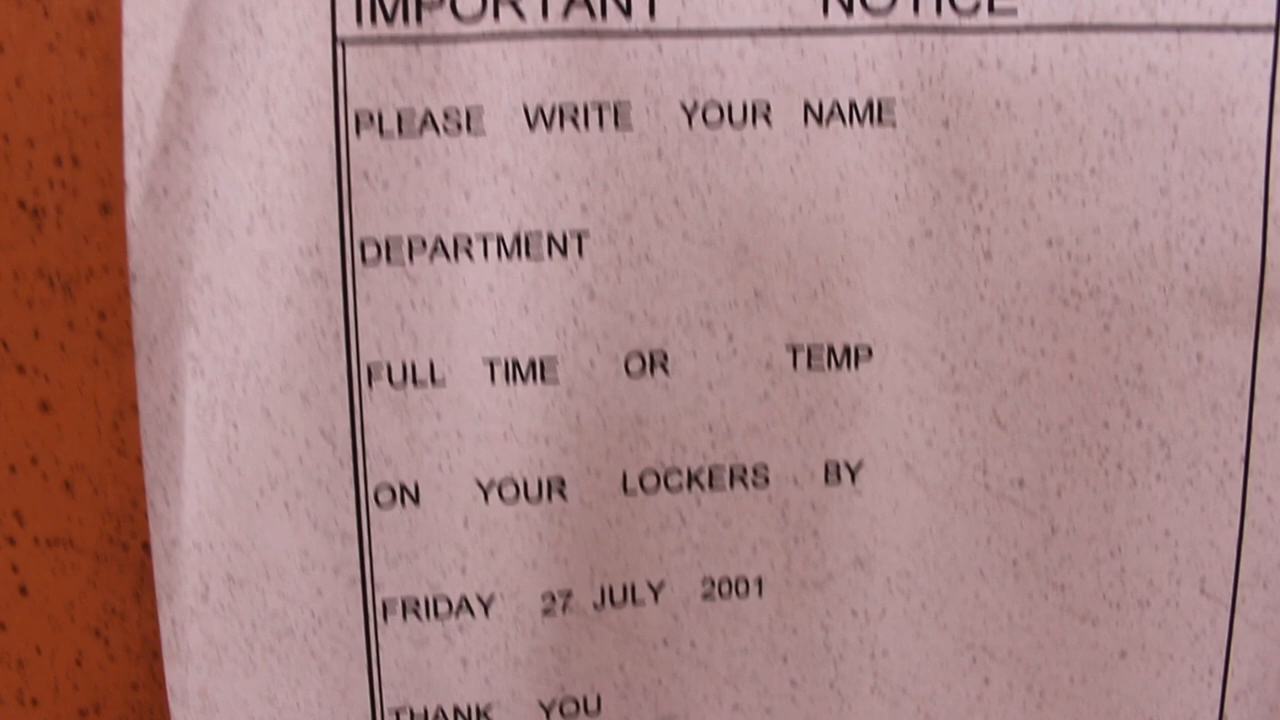 IMPORTANT NOTICE
PLEASE WRITE YOUR NAME
DEPARTMENT
FULL TIME OR TEMP
ON YOUR LOCKERS BY
FRIDAY 27 JULY 2001
THANK YOU